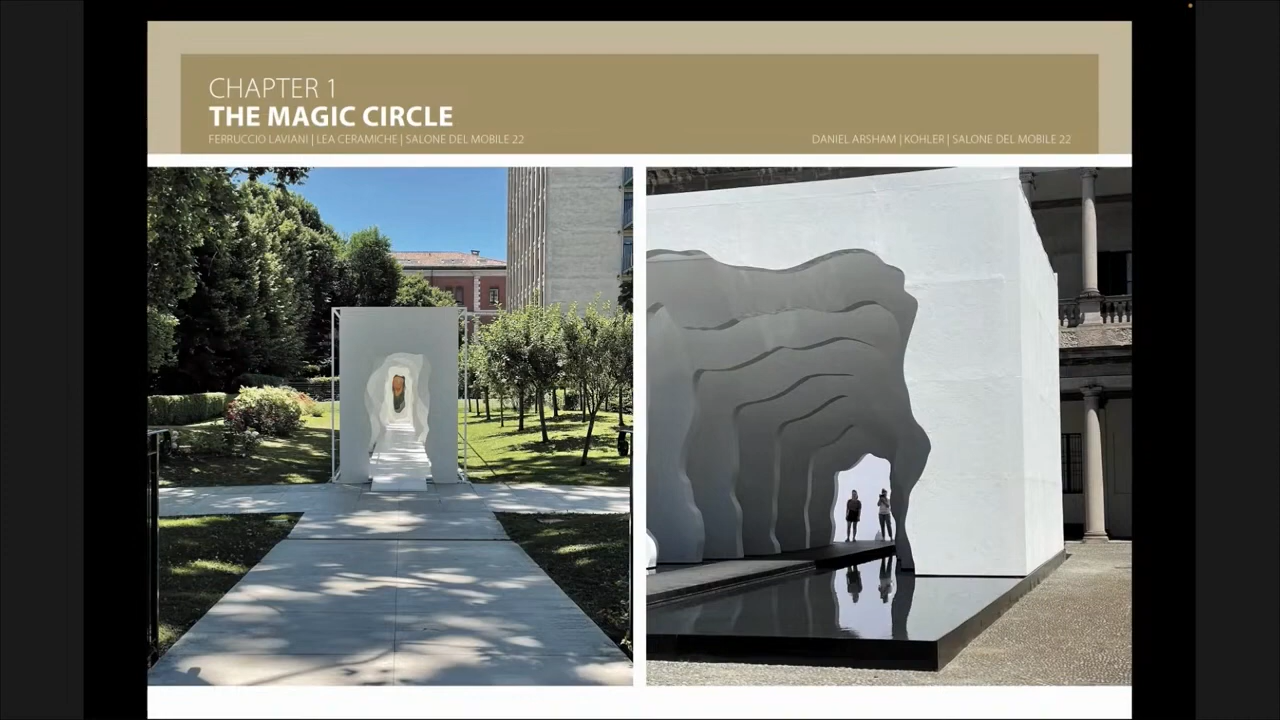 CHAPTER 1
THE MAGIC CIRCLE
FERRUCCIO LAVIANI | LEA CERAMICHE | SALONE DEL MOBILE 22
DANIEL ARSHAM | KOHLER | SALONE DEL MOBILE 22